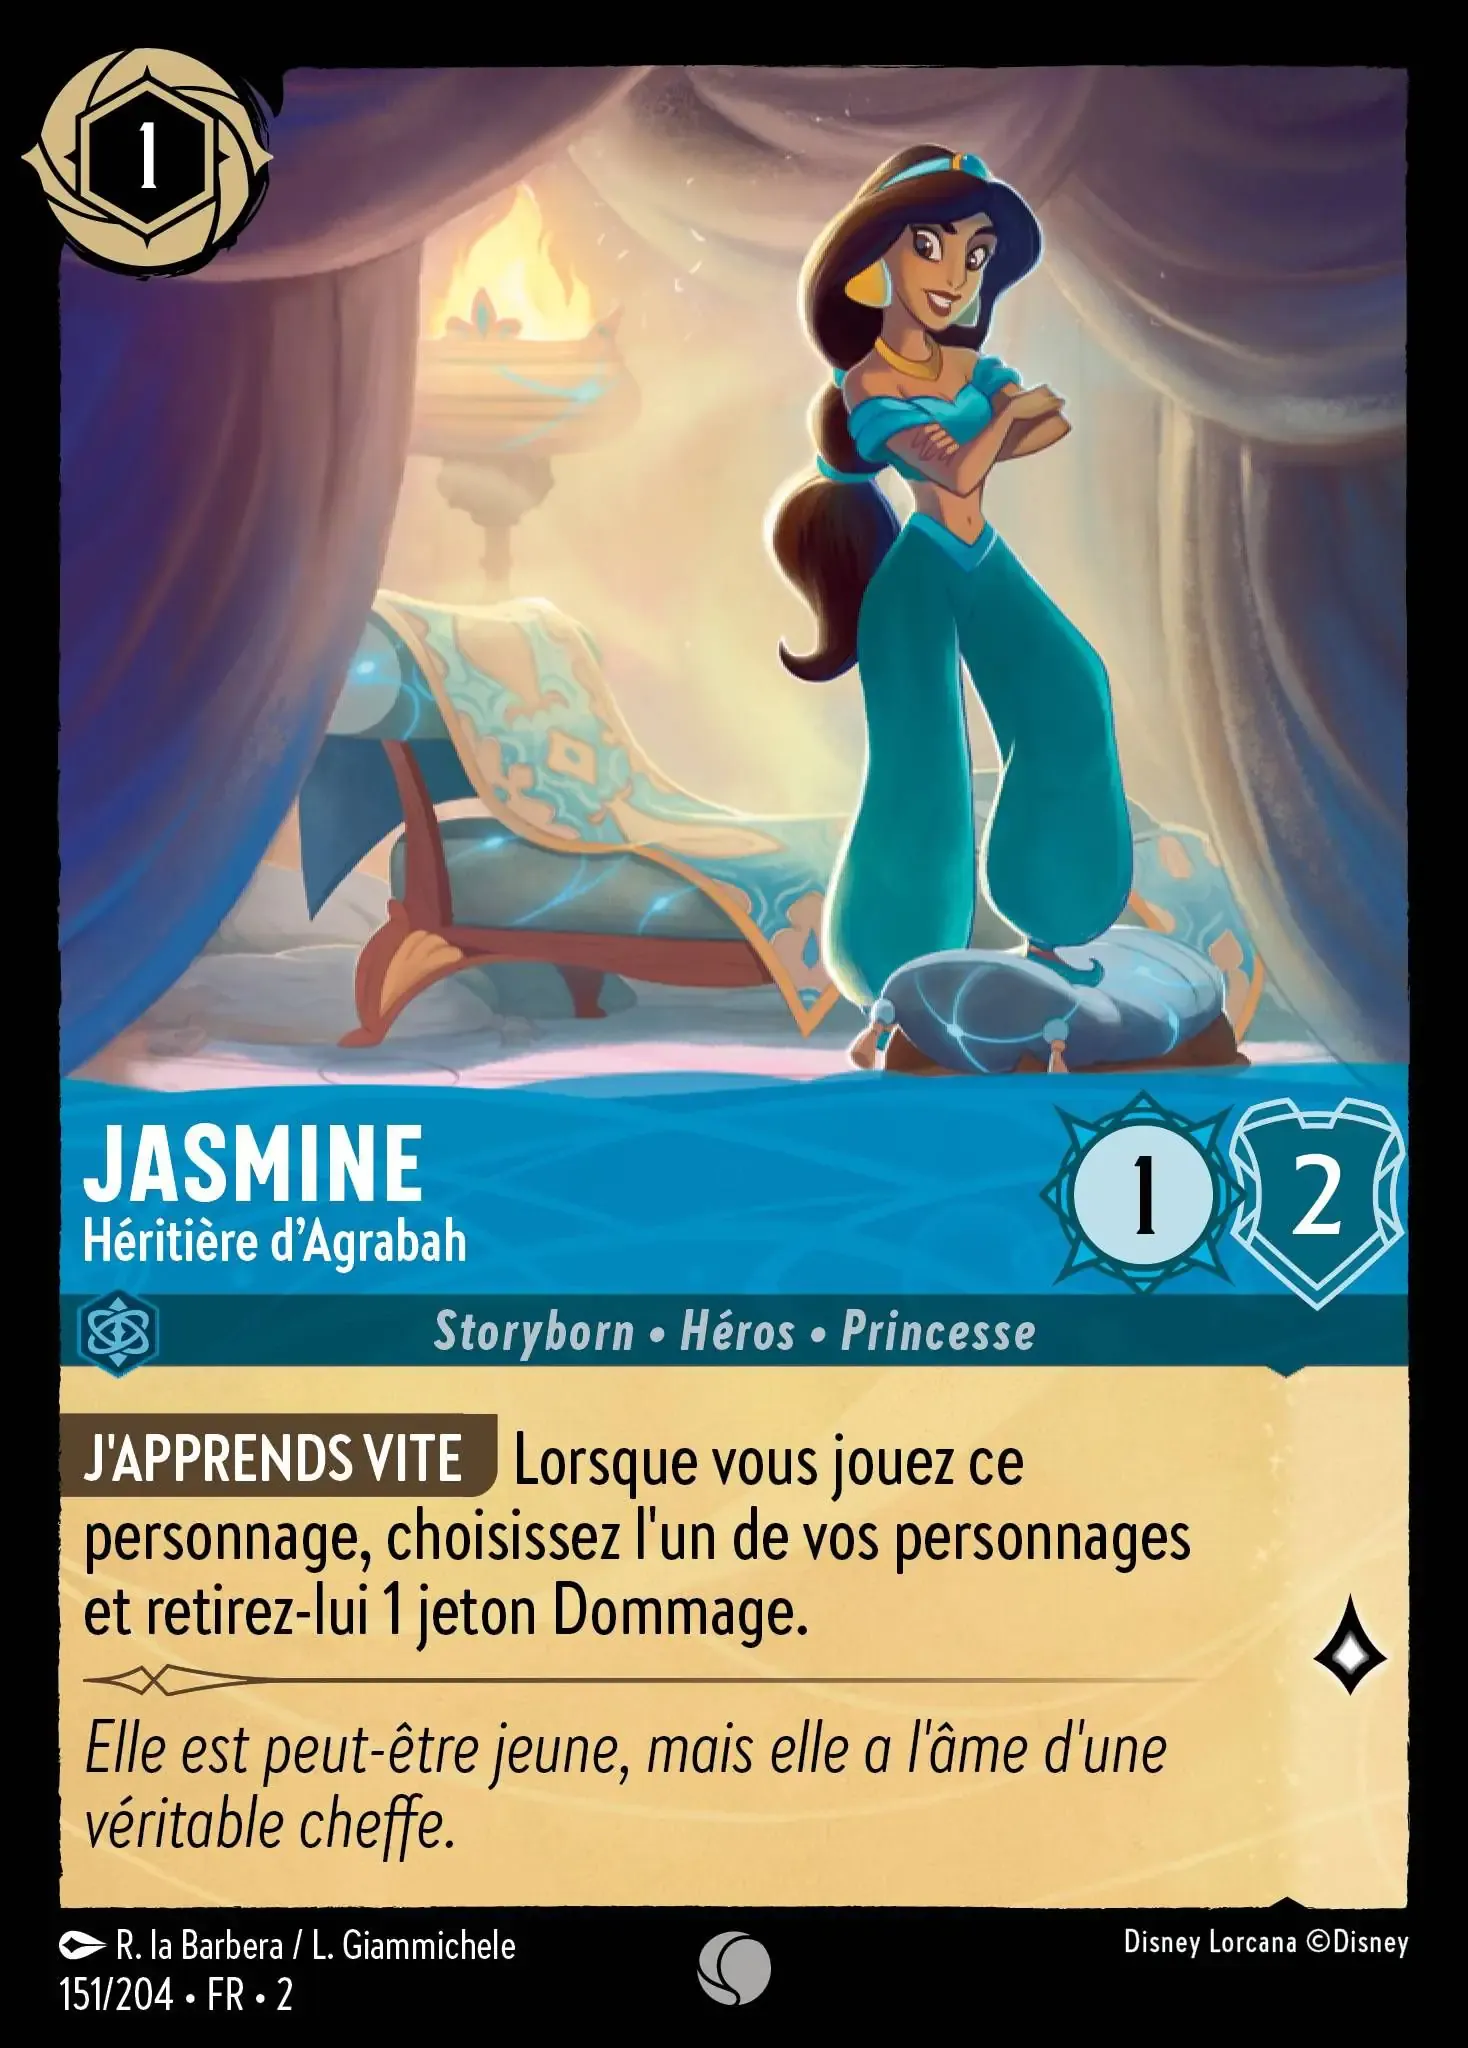 1
JASMINE
Héritière d’Agrabah
1
2
Storyborn • Héros • Princesse
J'APPRENDS VITE Lorsque vous jouez ce
personnage, choisissez l'un de vos personnages
et retirez-lui 1 jeton Dommage.
Elle est peut-être jeune, mais elle a l'âme d'une
véritable cheffe.
R. la Barbera / L. Giammichele
Disney Lorcana ©Disney
151/204 • FR • 2